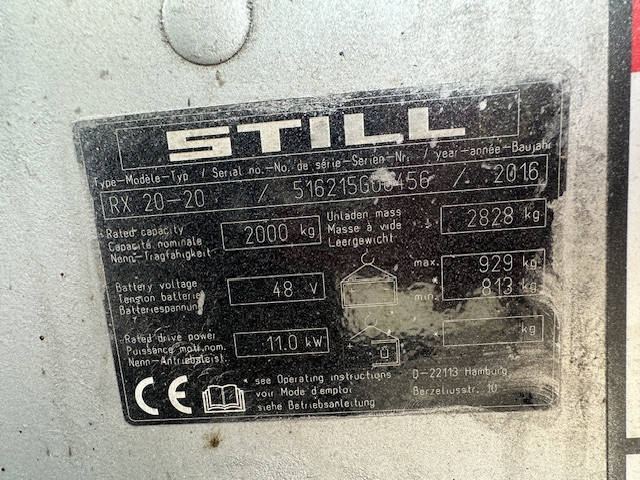 STILL
Type-Modèle-Typ / Serial no.-No. de série-Serien-Nr. / year-année-Baujahr
RX 20-20 / 516215G00456 / 2016
Rated capacity
Capacité nominale
Nenn-Tragfähigkeit
2000 kg
Unladen mass
Masse à vide
Leergewicht
2828 kg
Battery voltage
Tension batterie
Batteriespannung
48 V
max. 929 kg
* min. 813 kg
Rated drive power
Puissance motr.nom.
Nenn-Antriebsleist.
11.0 kW
kg
CE
* see Operating instructions
voir Mode d'emploi
siehe Betriebsanleitung
D-22113 Hamburg
Berzeliusstr. 10